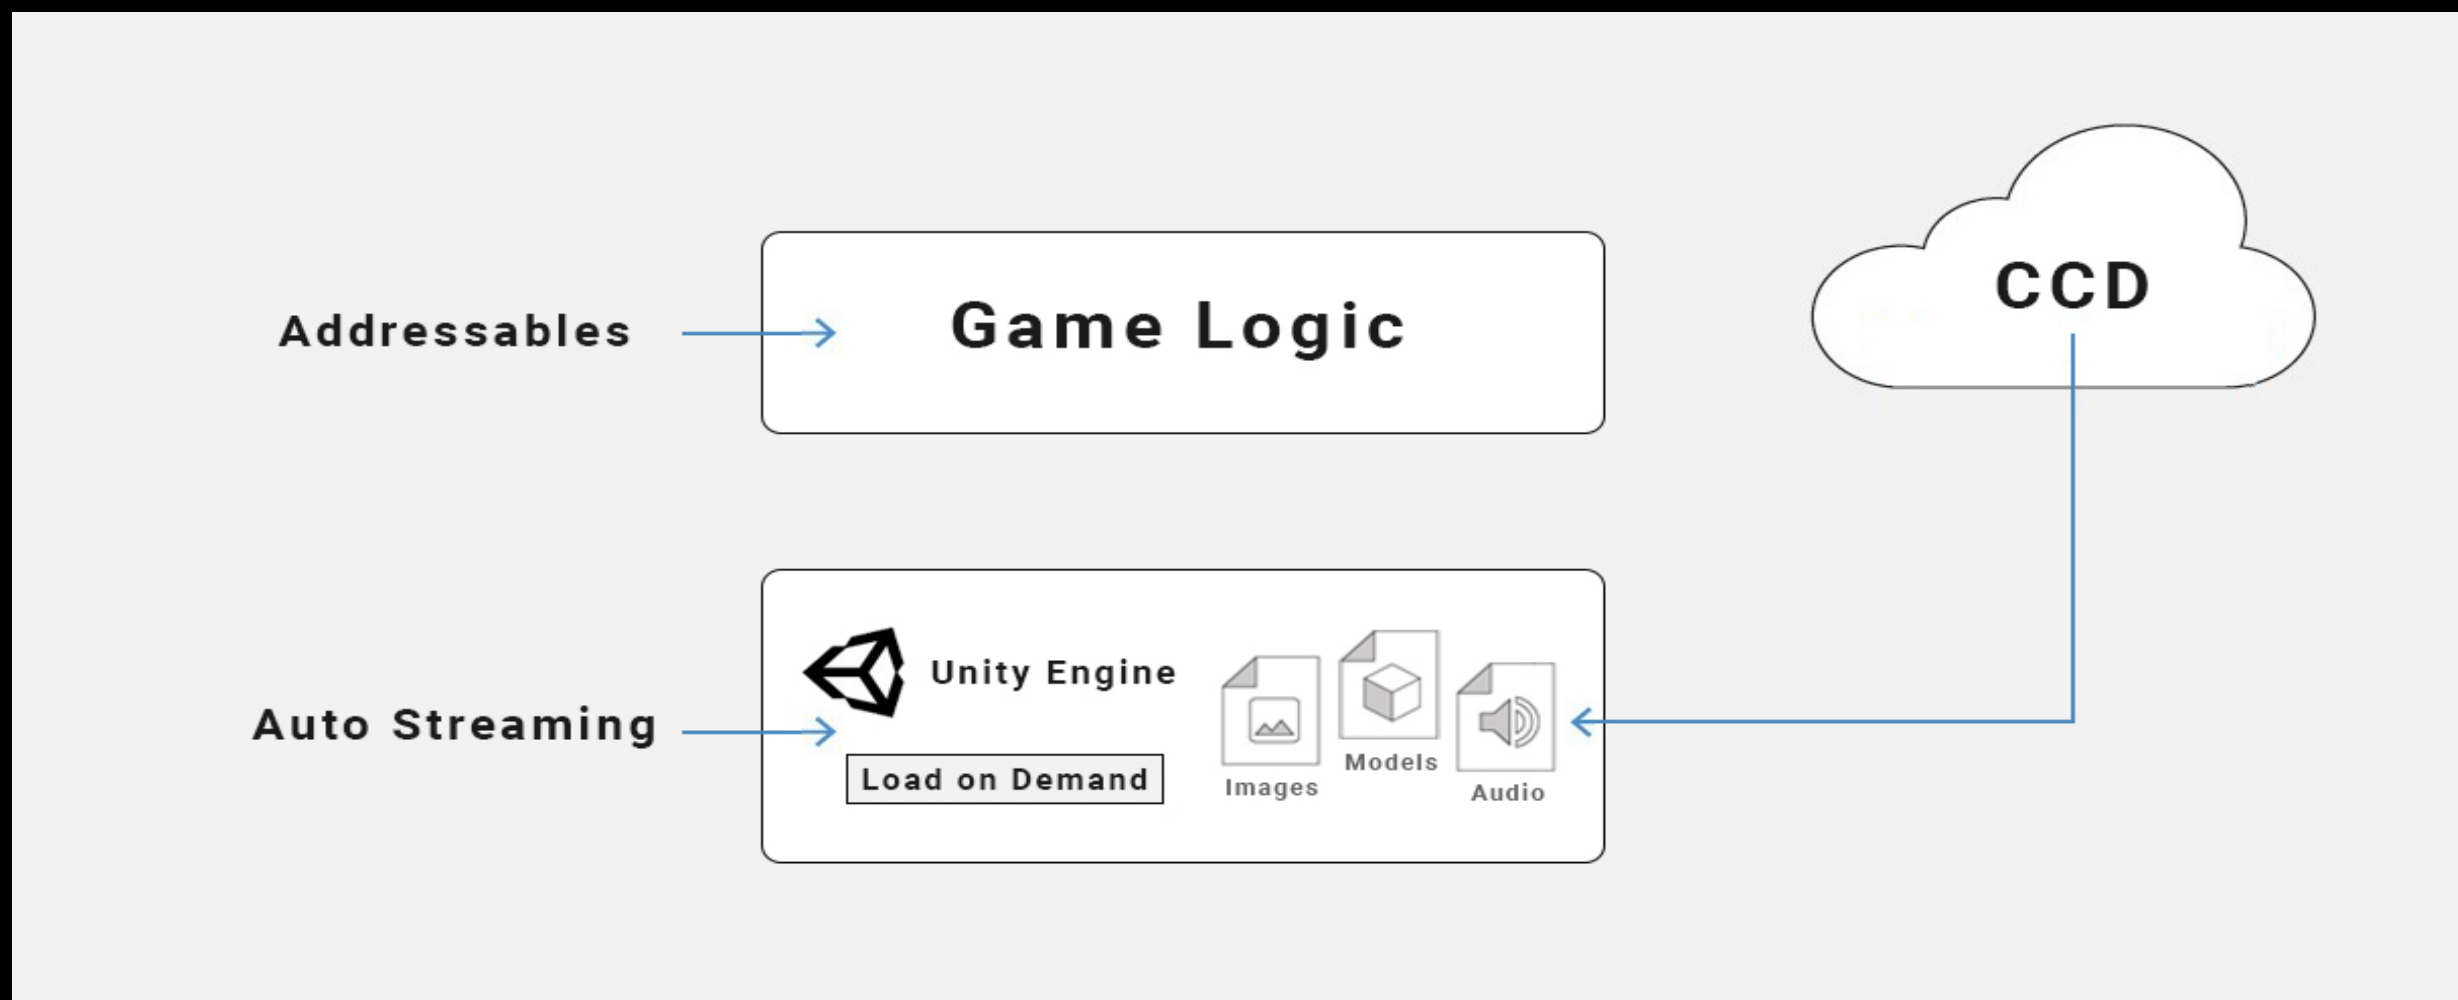 CCD
Addressables
Game Logic
Unity Engine
Auto Streaming
Load on Demand
Images
Models
Audio